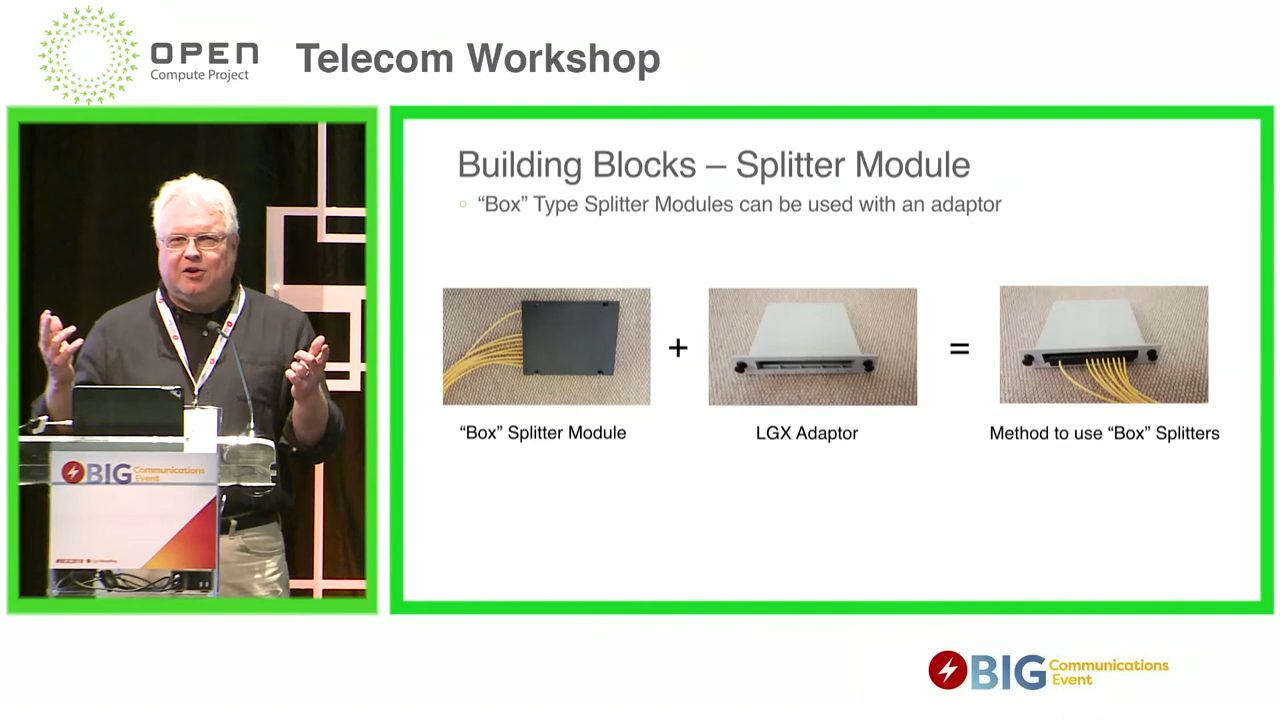 OPEN
Compute Project
Telecom Workshop
Building Blocks – Splitter Module
“Box” Type Splitter Modules can be used with an adaptor
+
=
“Box” Splitter Module
LGX Adaptor
Method to use “Box” Splitters
BIG Communications
Event
BIG Communications
Event